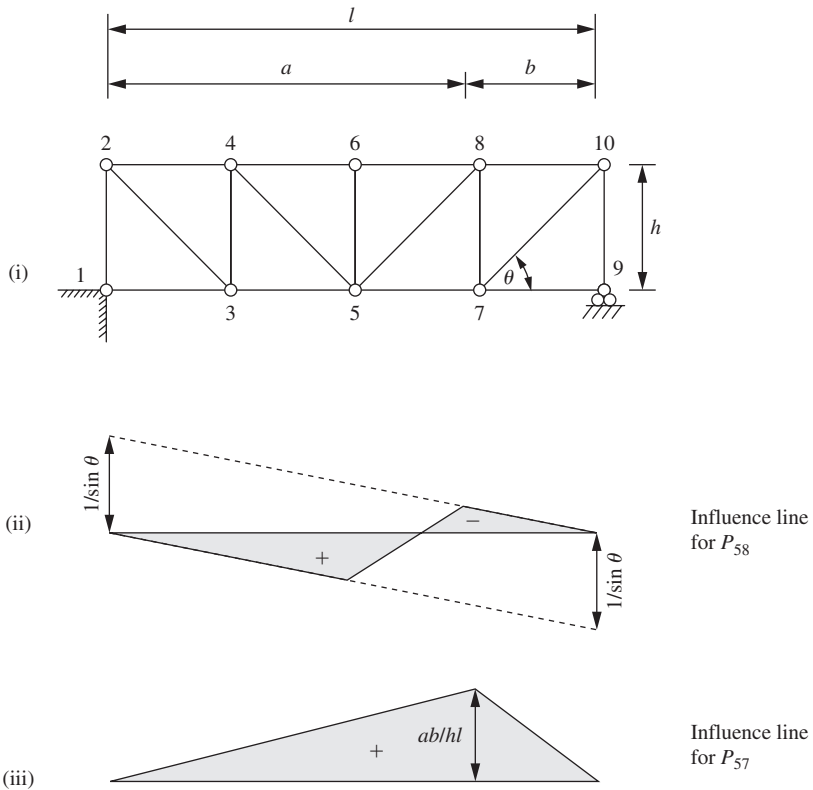 l
a b
2 4 6 8 10
h
(i) 1 θ 9
3 5 7
1/sin θ
(ii) + − Influence line
for P58
1/sin θ
(iii) + ab/hl Influence line
for P57